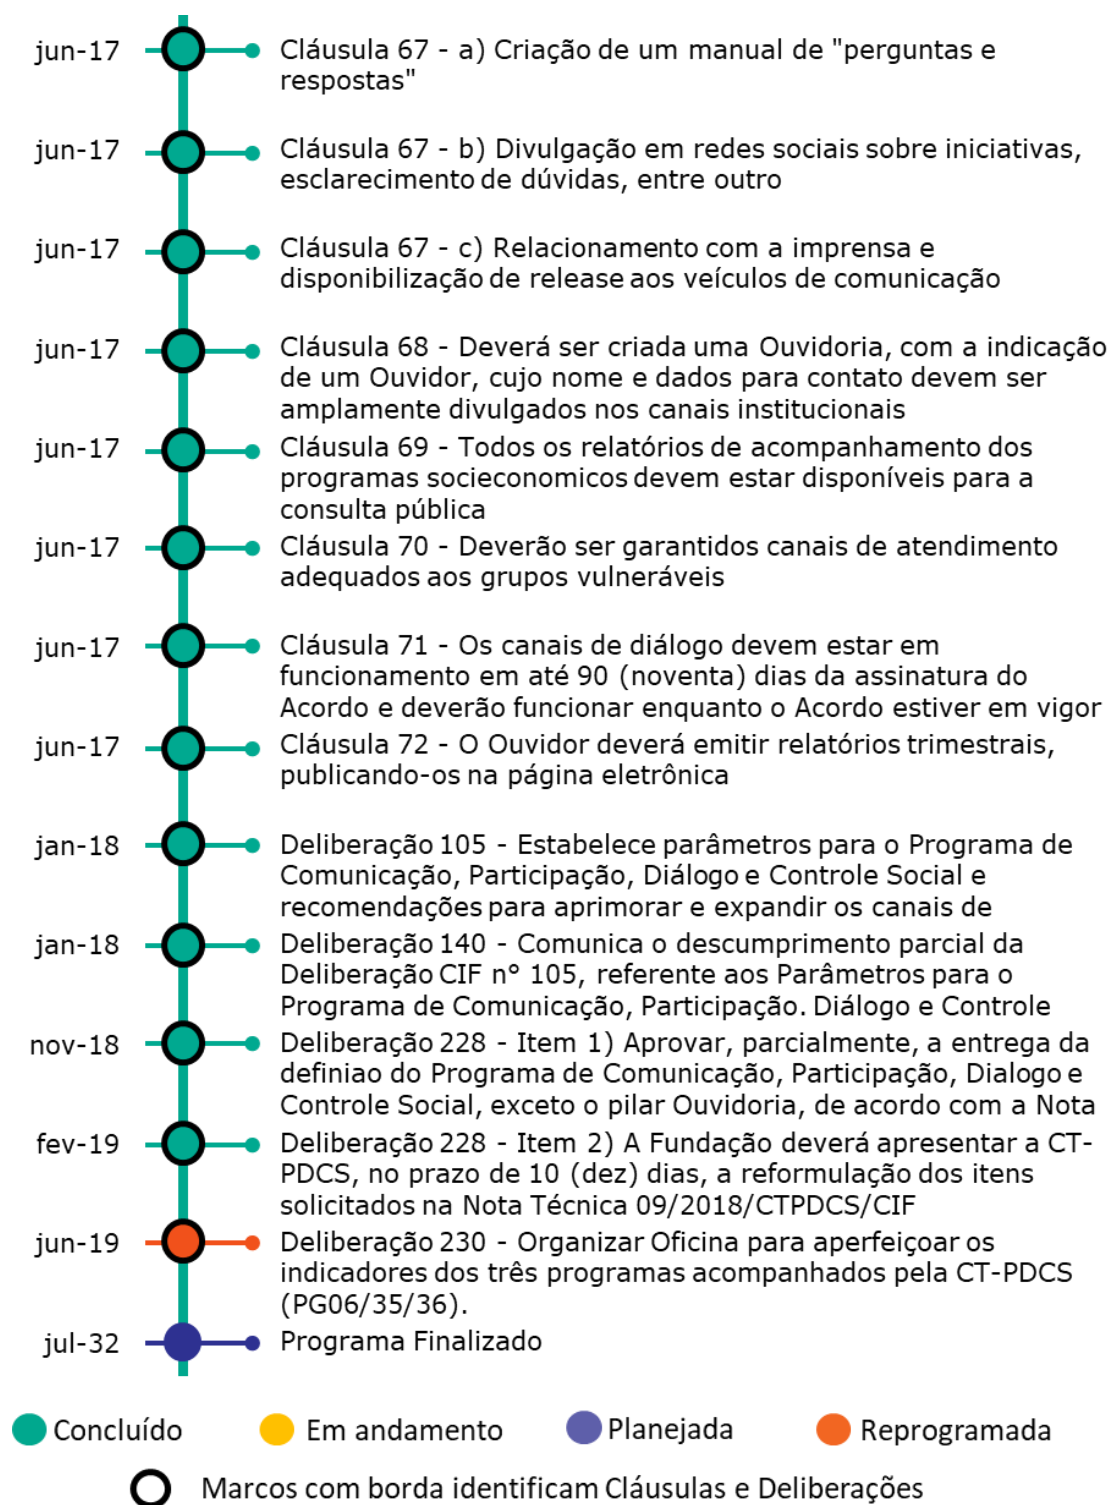 jun-17 Cláusula 67 - a) Criação de um manual de "perguntas e
respostas"
jun-17 Cláusula 67 - b) Divulgação em redes sociais sobre iniciativas,
esclarecimento de dúvidas, entre outro
jun-17 Cláusula 67 - c) Relacionamento com a imprensa e
disponibilização de release aos veículos de comunicação
jun-17 Cláusula 68 - Deverá ser criada uma Ouvidoria, com a indicação
de um Ouvidor, cujo nome e dados para contato devem ser
amplamente divulgados nos canais institucionais
jun-17 Cláusula 69 - Todos os relatórios de acompanhamento dos
programas socieconomicos devem estar disponíveis para a
consulta pública
jun-17 Cláusula 70 - Deverão ser garantidos canais de atendimento
adequados aos grupos vulneráveis
jun-17 Cláusula 71 - Os canais de diálogo devem estar em
funcionamento em até 90 (noventa) dias da assinatura do
Acordo e deverão funcionar enquanto o Acordo estiver em vigor
jun-17 Cláusula 72 - O Ouvidor deverá emitir relatórios trimestrais,
publicando-os na página eletrônica
jan-18 Deliberação 105 - Estabelece parâmetros para o Programa de
Comunicação, Participação, Diálogo e Controle Social e
recomendações para aprimorar e expandir os canais de
jan-18 Deliberação 140 - Comunica o descumprimento parcial da
Deliberação CIF n° 105, referente aos Parâmetros para o
Programa de Comunicação, Participação. Diálogo e Controle
nov-18 Deliberação 228 - Item 1) Aprovar, parcialmente, a entrega da
definiao do Programa de Comunicação, Participação, Dialogo e
Controle Social, exceto o pilar Ouvidoria, de acordo com a Nota
fev-19 Deliberação 228 - Item 2) A Fundação deverá apresentar a CT-
PDCS, no prazo de 10 (dez) dias, a reformulação dos itens
solicitados na Nota Técnica 09/2018/CTPDCS/CIF
jun-19 Deliberação 230 - Organizar Oficina para aperfeiçoar os
indicadores dos três programas acompanhados pela CT-PDCS
(PG06/35/36).
jul-32 Programa Finalizado
Concluído Em andamento Planejada Reprogramada
Marcos com borda identificam Cláusulas e Deliberações